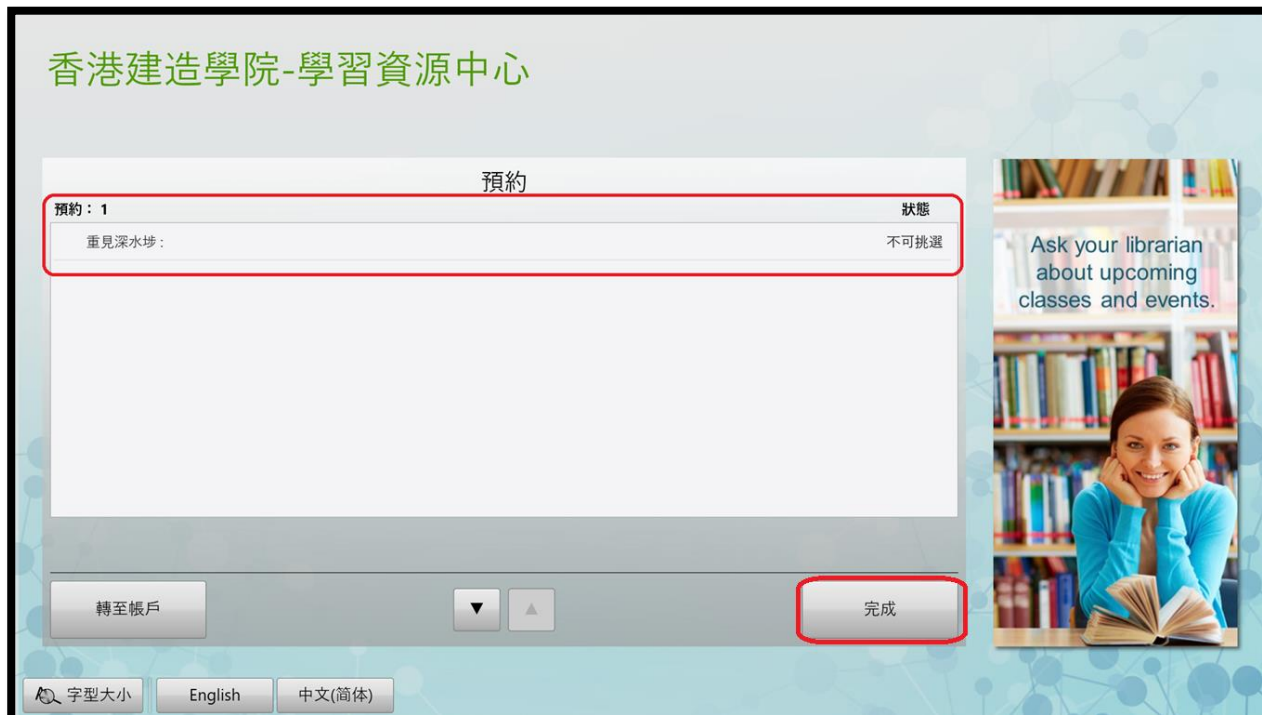 香港建造學院-學習資源中心
預約
預約： 1 狀態
重見深水埗 : 不可挑選
Ask your librarian
about upcoming
classes and events.
轉至帳戶 ▼ ▲ 完成
字型大小 English 中文(简体)